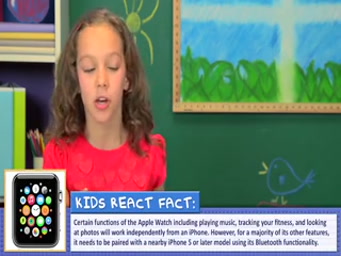 KIDS REACT FACT:
Certain functions of the Apple Watch including playing music, tracking your fitness, and looking
at photos will work independently from an iPhone. However, for a majority of its other features,
it needs to be paired with a nearby iPhone 5 or later model using its Bluetooth functionality.